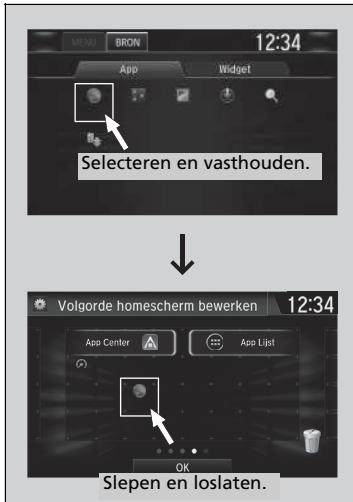 MENU BRON 12:34
App Widget
Selecteren en vasthouden.
Volgorde homescherm bewerken 12:34
App Center App Lijst
OK
Slepen en loslaten.